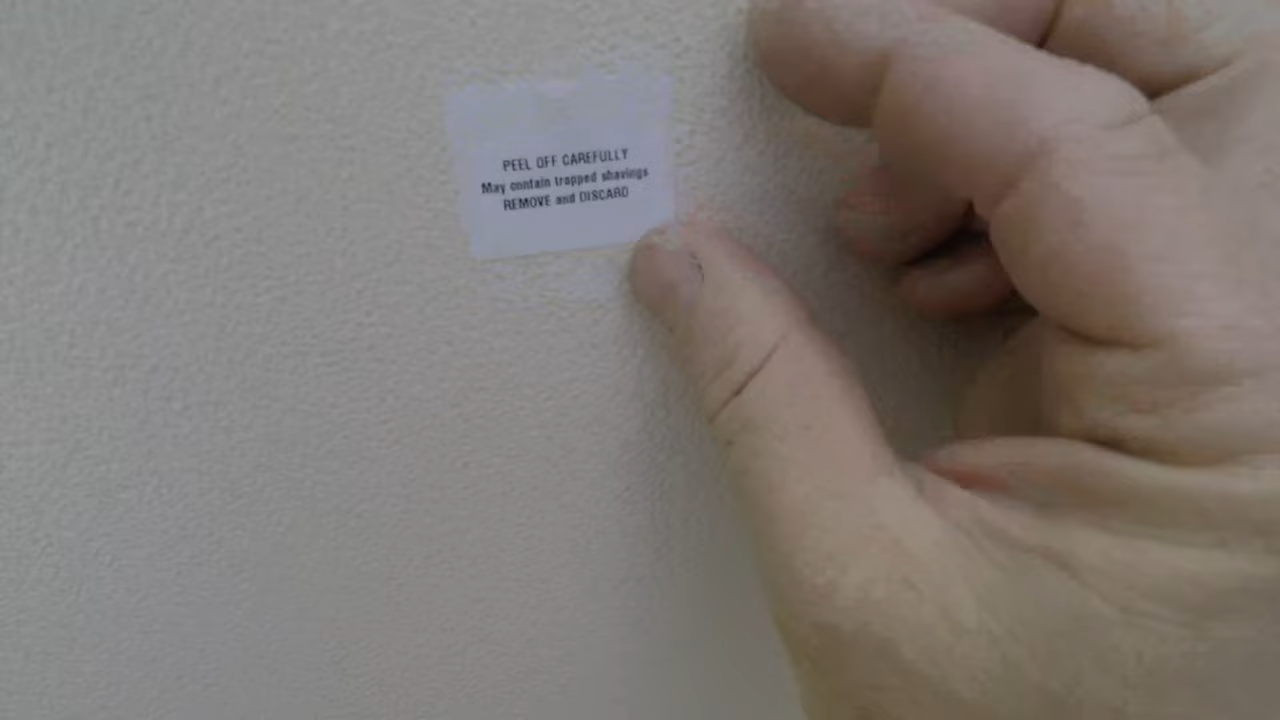 PEEL OFF CAREFULLY
May contain trapped shavings
REMOVE and DISCARD